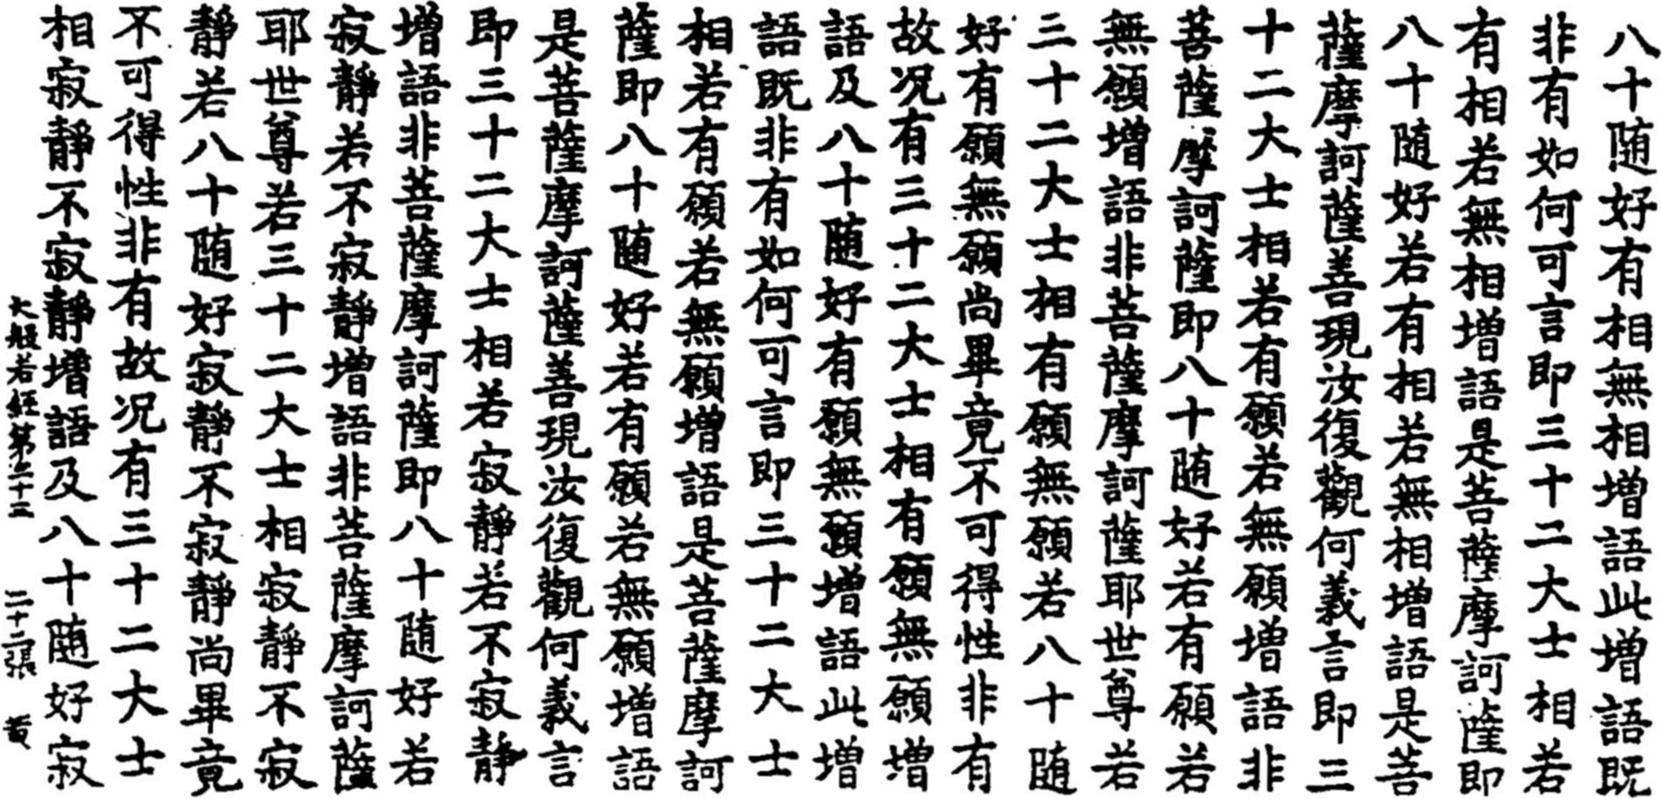 八十随好有相無相增語此增語既
非有如何可言即三十二大士相若
有相若無相增語是菩薩摩訶薩即
八十随好若有相若無相增語是菩
薩摩訶薩善現汝復觀何義言即三
十二大士相若有願若無願增語非
菩薩摩訶薩即八十随好若有願若
無願增語非菩薩摩訶薩耶世尊若
三十二大士相有願無願若八十随
好有願無願尚畢竟不可得性非有
故况有三十二大士相有願無願增
語及八十随好有願無願增語此增
語既非有如何可言即三十二大士
相若有願若無願增語是菩薩摩訶
薩即八十随好若有願若無願增語
是菩薩摩訶薩善現汝復觀何義言
即三十二大士相若寂靜若不寂靜
增語非菩薩摩訶薩即八十随好若
寂靜若不寂靜增語非菩薩摩訶薩
耶世尊若三十二大士相寂靜不寂
靜若八十随好寂靜不寂靜尚畢竟
不可得性非有故况有三十二大士
相寂靜不寂靜增語及八十随好寂
大般若經第三十三 二十二張 黄